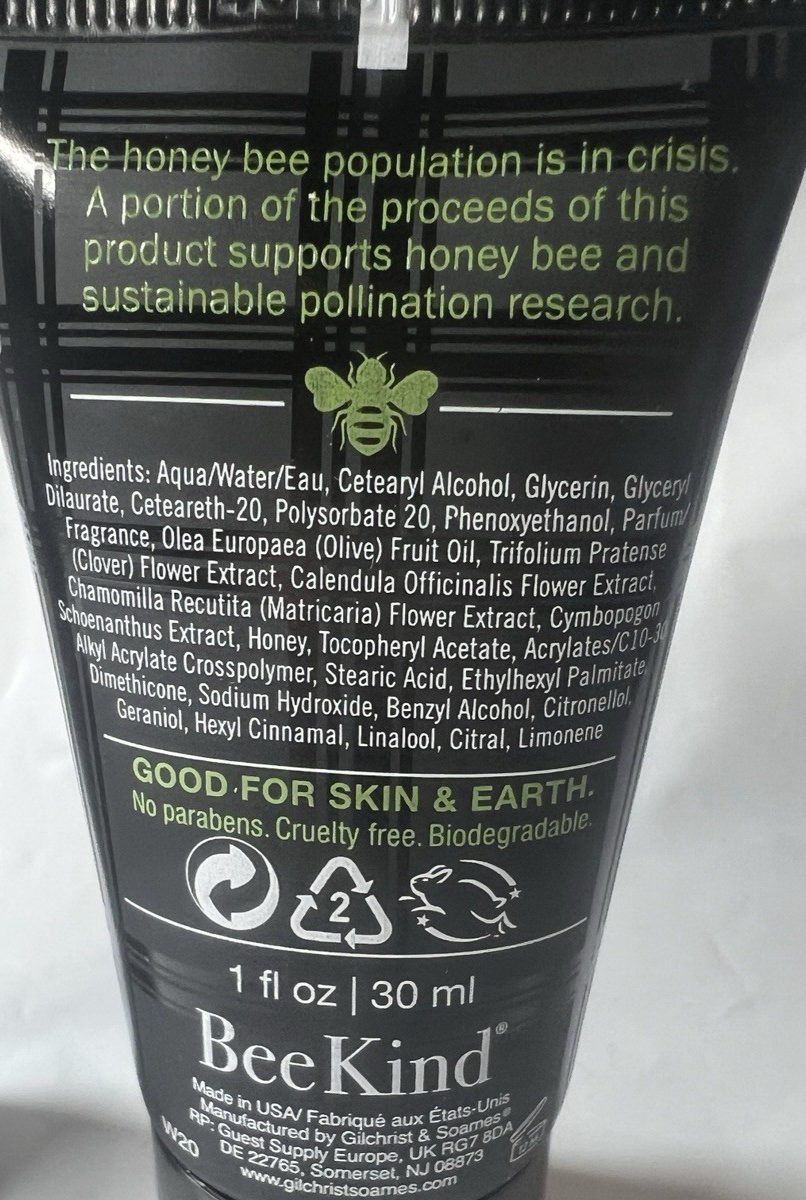 The honey bee population is in crisis.
A portion of the proceeds of this
product supports honey bee and
sustainable pollination research.
Ingredients: Aqua/Water/Eau, Cetearyl Alcohol, Glycerin, Glyceryl
Dilaurate, Ceteareth-20, Polysorbate 20, Phenoxyethanol, Parfum/
Fragrance, Olea Europaea (Olive) Fruit Oil, Trifolium Pratense
(Clover) Flower Extract, Calendula Officinalis Flower Extract,
Chamomilla Recutita (Matricaria) Flower Extract, Cymbopogon
Schoenanthus Extract, Honey, Tocopheryl Acetate, Acrylates/C10-30
Alkyl Acrylate Crosspolymer, Stearic Acid, Ethylhexyl Palmitate,
Dimethicone, Sodium Hydroxide, Benzyl Alcohol, Citronellol,
Geraniol, Hexyl Cinnamal, Linalool, Citral, Limonene
GOOD FOR SKIN & EARTH.
No parabens. Cruelty free. Biodegradable.
2
1 fl oz | 30 ml
BeeKind®
Made in USA/ Fabriqué aux États-Unis
Manufactured by Gilchrist & Soames®
RP: Guest Supply Europe, UK RG7 8DA
W20 DE 22765, Somerset, NJ 08873
www.gilchristsoames.com